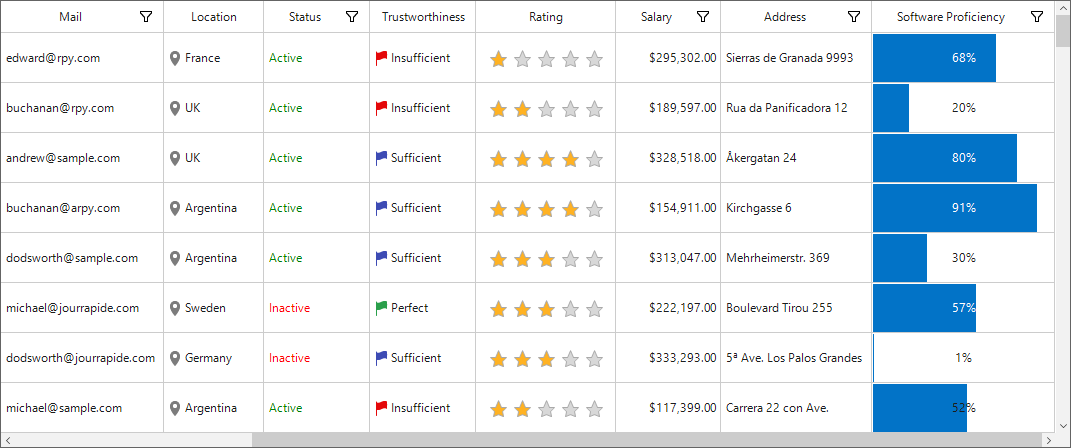 Mail Location Status Trustworthiness Rating Salary Address Software Proficiency
edward@rpy.com France Active Insufficient $295,302.00 Sierras de Granada 9993 68%
buchanan@rpy.com UK Active Insufficient $189,597.00 Rua da Panificadora 12 20%
andrew@sample.com UK Active Sufficient $328,518.00 Åkergatan 24 80%
buchanan@arpy.com Argentina Active Sufficient $154,911.00 Kirchgasse 6 91%
dodsworth@sample.com Argentina Active Sufficient $313,047.00 Mehrheimerstr. 369 30%
michael@jourrapide.com Sweden Inactive Perfect $222,197.00 Boulevard Tirou 255 57%
dodsworth@jourrapide.com Germany Inactive Sufficient $333,293.00 5ª Ave. Los Palos Grandes 1%
michael@sample.com Argentina Active Insufficient $117,399.00 Carrera 22 con Ave. 52%